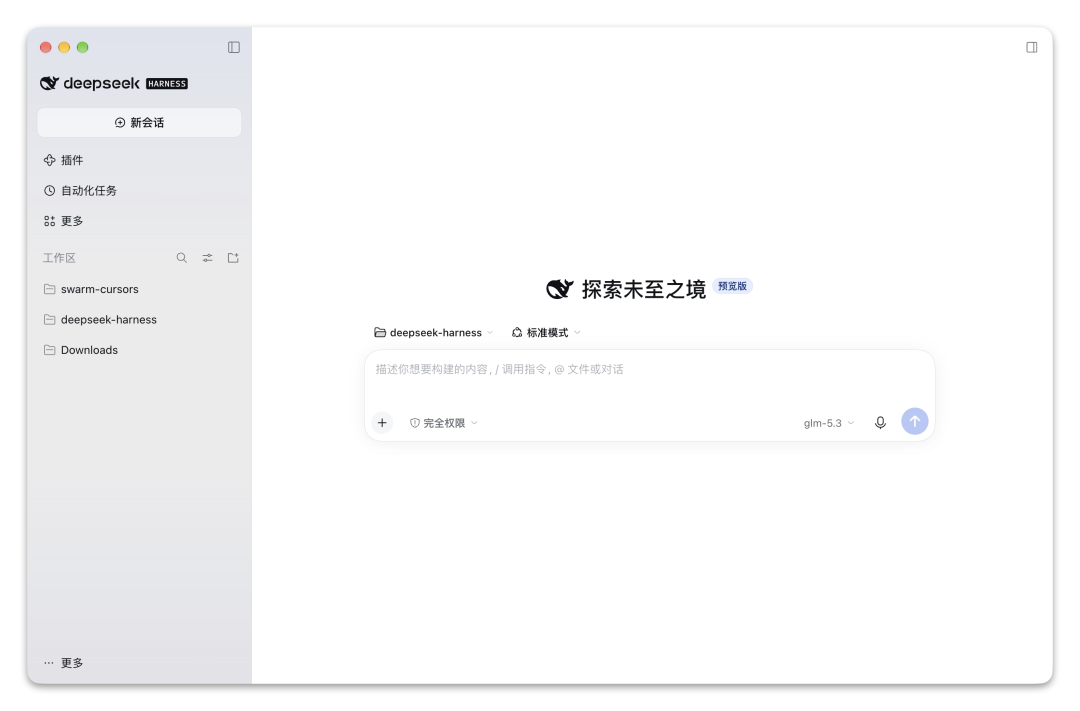 deepseek HARNESS
新会话
插件
自动化任务
更多
工作区
swarm-cursors
deepseek-harness
Downloads
更多
探索未至之境 预览版
deepseek-harness 标准模式
描述你想要构建的内容, / 调用指令, @ 文件或对话
完全权限 glm-5.3